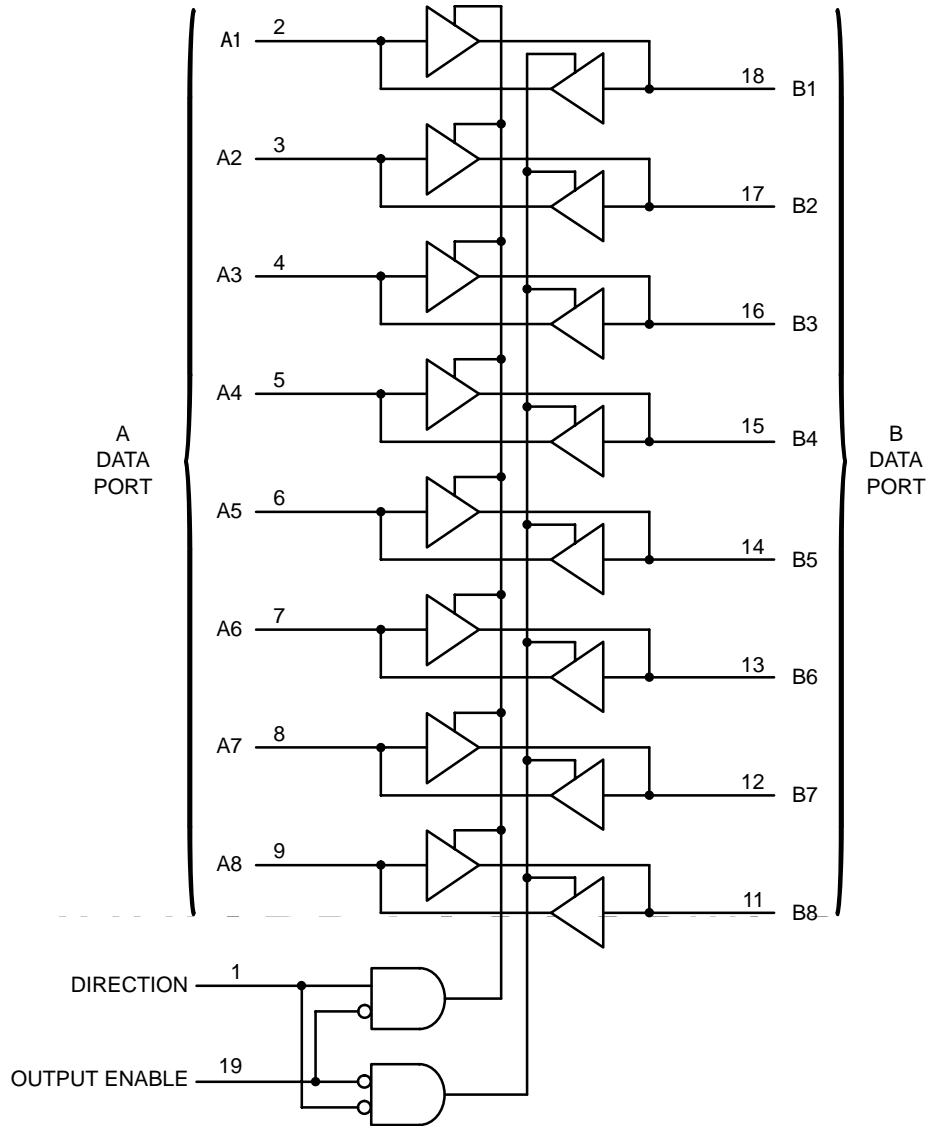 A1 2
18 B1
A2 3
17 B2
A3 4
16 B3
A4 5
15 B4
A
DATA
PORT
B
DATA
PORT
A5 6
14 B5
A6 7
13 B6
A7 8
12 B7
A8 9
11 B8
DIRECTION 1
OUTPUT ENABLE 19